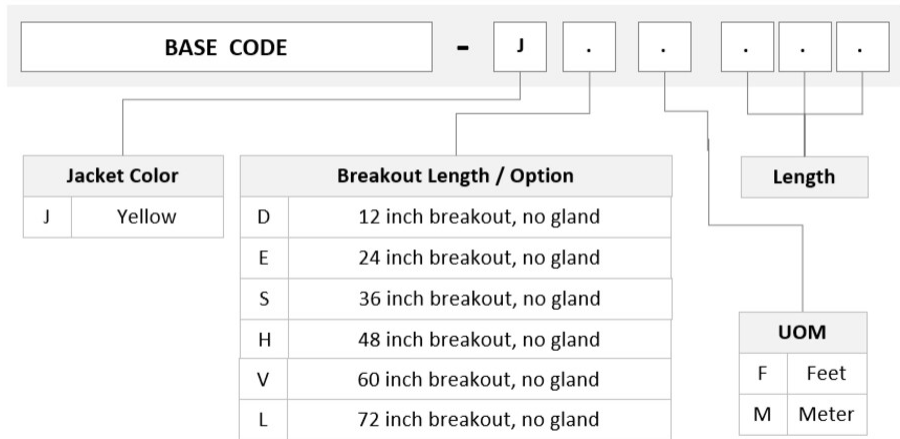 BASE CODE - J . . . . .
Jacket Color
J Yellow
Breakout Length / Option
D 12 inch breakout, no gland
E 24 inch breakout, no gland
S 36 inch breakout, no gland
H 48 inch breakout, no gland
V 60 inch breakout, no gland
L 72 inch breakout, no gland
Length
UOM
F Feet
M Meter